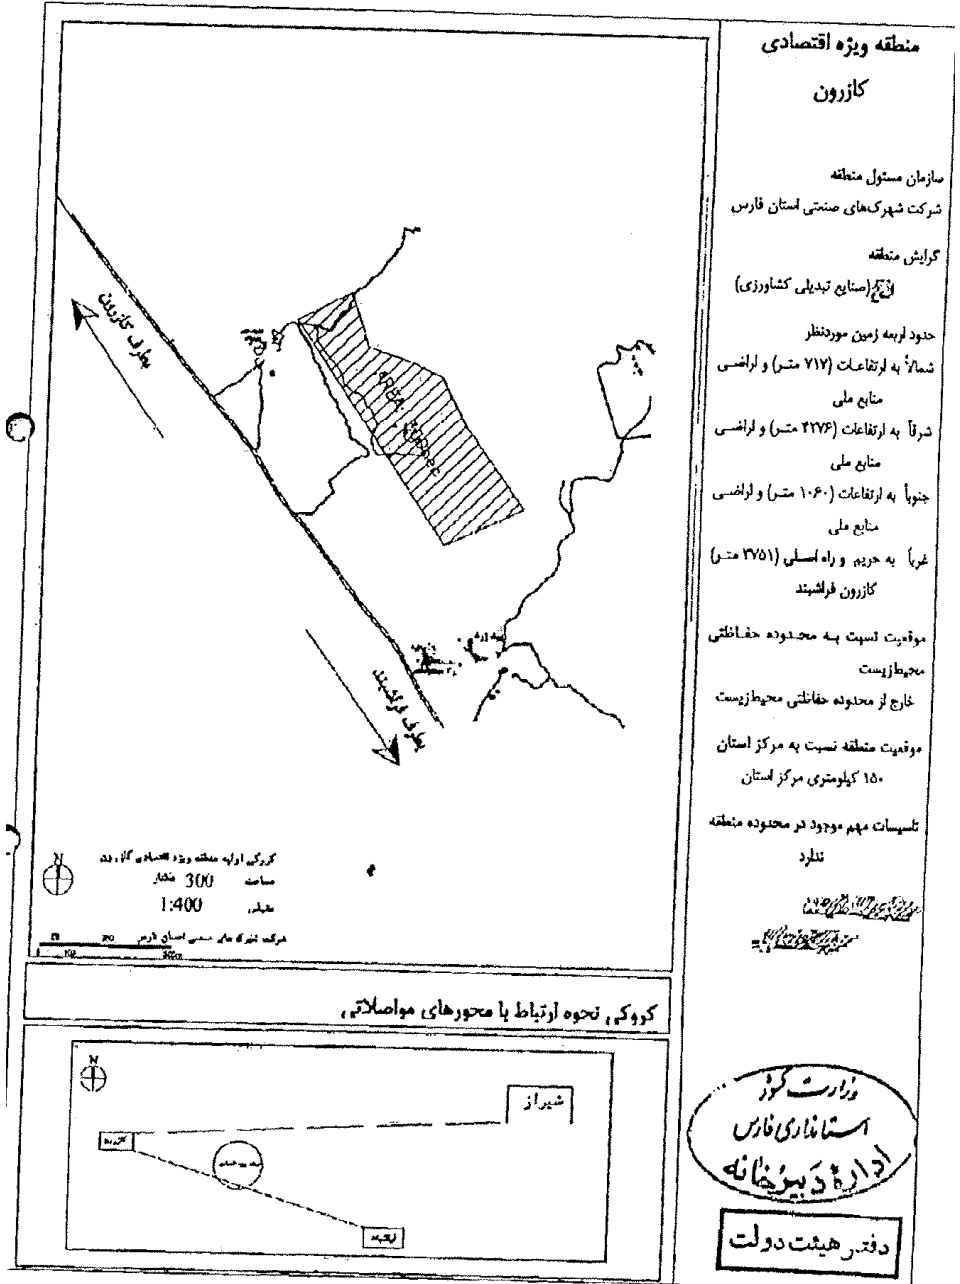 منطقه ویژه اقتصادی
کازرون
سازمان مسئول منطقه
شرکت شهرک‌های صنعتی استان فارس
گرایش منطقه
(صنایع تبدیلی کشاورزی)
حدود اربعه زمین موردنظر
شمالاً به ارتفاعات (۷۱۷ متر) و اراضی
منابع ملی
شرقاً به ارتفاعات (۴۲۷۶ متر) و اراضی
منابع ملی
جنوباً به ارتفاعات (۱۰۶۰ متر) و اراضی
منابع ملی
غرباً به حریم و راه اصلی (۳۷۵۱ متر)
کازرون فراشبند
موقعیت نسبت به محدوده حفاظتی
محیط‌زیست
خارج از محدوده حفاظتی محیط‌زیست
موقعیت منطقه نسبت به مرکز استان
۱۵۰ کیلومتری مرکز استان
تاسیسات مهم موجود در محدوده منطقه
ندارد
بطرف کازرون
AREA
بطرف فراشبند
N
کروکی اولیه منطقه ویژه اقتصادی کازرون
مساحت 300 هکتار
مقیاس 1:400
شرکت شهرک های صنعتی استان فارس
کروکی نحوه ارتباط با محورهای مواصلاتی
N
شیراز
کازرون
فراشبند
وزارت کشور
استانداری فارس
اداره دبیرخانه
دفتر هیئت دولت